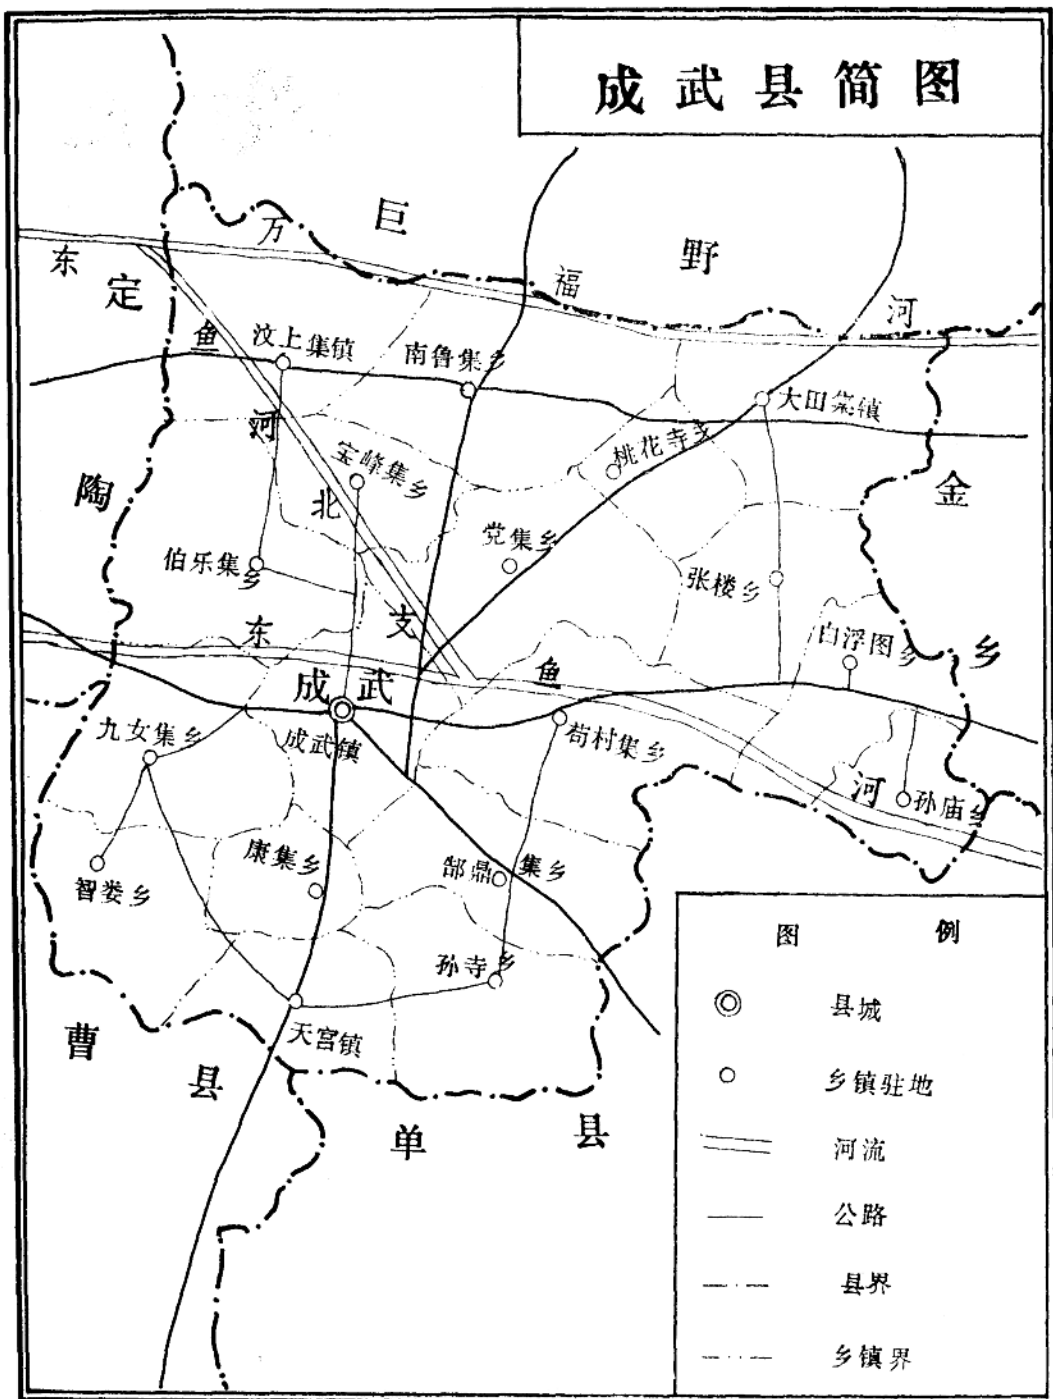 成武县简图
巨
野
万
福
河
东
定
鱼
汶上集镇
南鲁集乡
大田集镇
河
桃花寺乡
宝峰集乡
陶
金
北
党集乡
伯乐集乡
张楼乡
支
东
白浮图乡
乡
鱼
成武
九女集乡
成武镇
苟村集乡
河
孙庙乡
康集乡
郜鼎集乡
智娄乡
孙寺乡
天宫镇
曹
县
单
县
图例
县城
乡镇驻地
河流
公路
县界
乡镇界